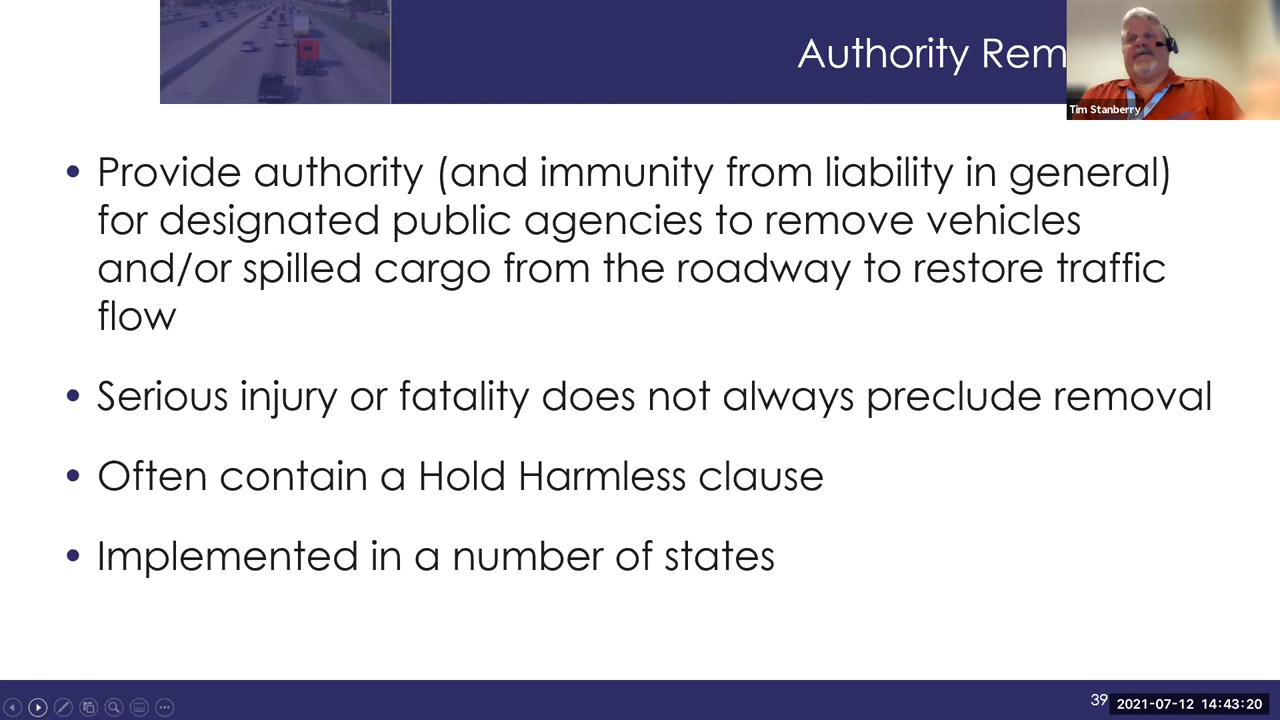 Authority Rem
Tim Stanberry
• Provide authority (and immunity from liability in general)
for designated public agencies to remove vehicles
and/or spilled cargo from the roadway to restore traffic
flow
• Serious injury or fatality does not always preclude removal
• Often contain a Hold Harmless clause
• Implemented in a number of states
39
2021-07-12 14:43:20